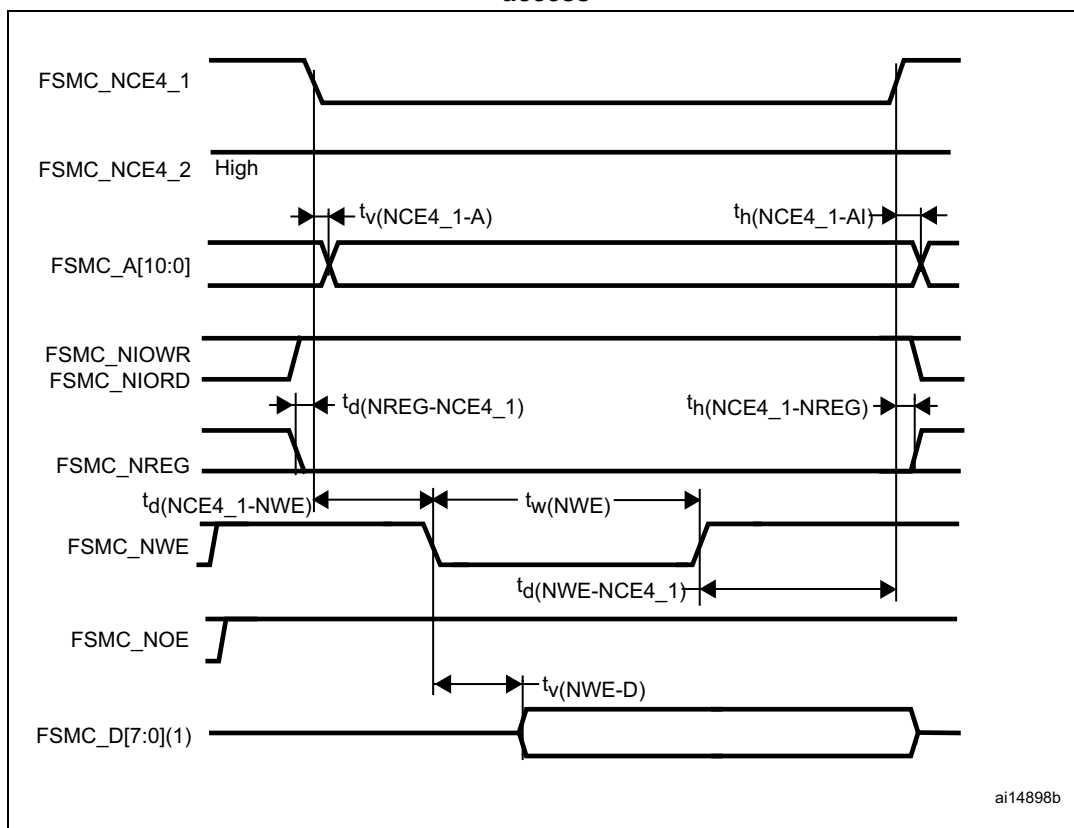 access
FSMC_NCE4_1
FSMC_NCE4_2 High
tv(NCE4_1-A) th(NCE4_1-AI)
FSMC_A[10:0]
FSMC_NIOWR
FSMC_NIORD
td(NREG-NCE4_1) th(NCE4_1-NREG)
FSMC_NREG
td(NCE4_1-NWE) tw(NWE)
FSMC_NWE
td(NWE-NCE4_1)
FSMC_NOE
tv(NWE-D)
FSMC_D[7:0](1)
ai14898b